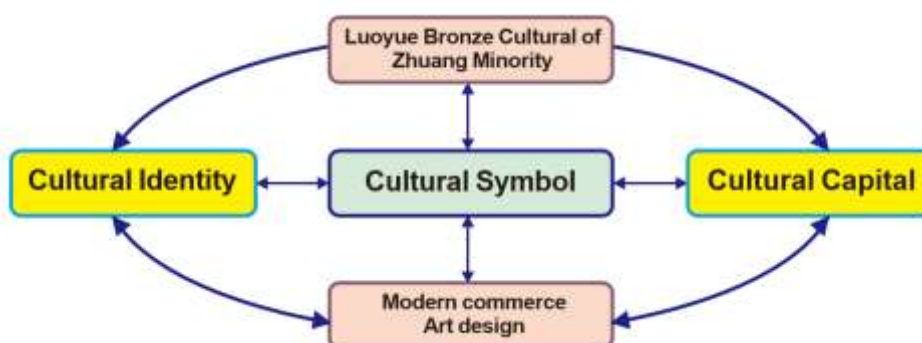 Luoyue Bronze Cultural of
Zhuang Minority
Cultural Identity
Cultural Symbol
Cultural Capital
Modern commerce
Art design